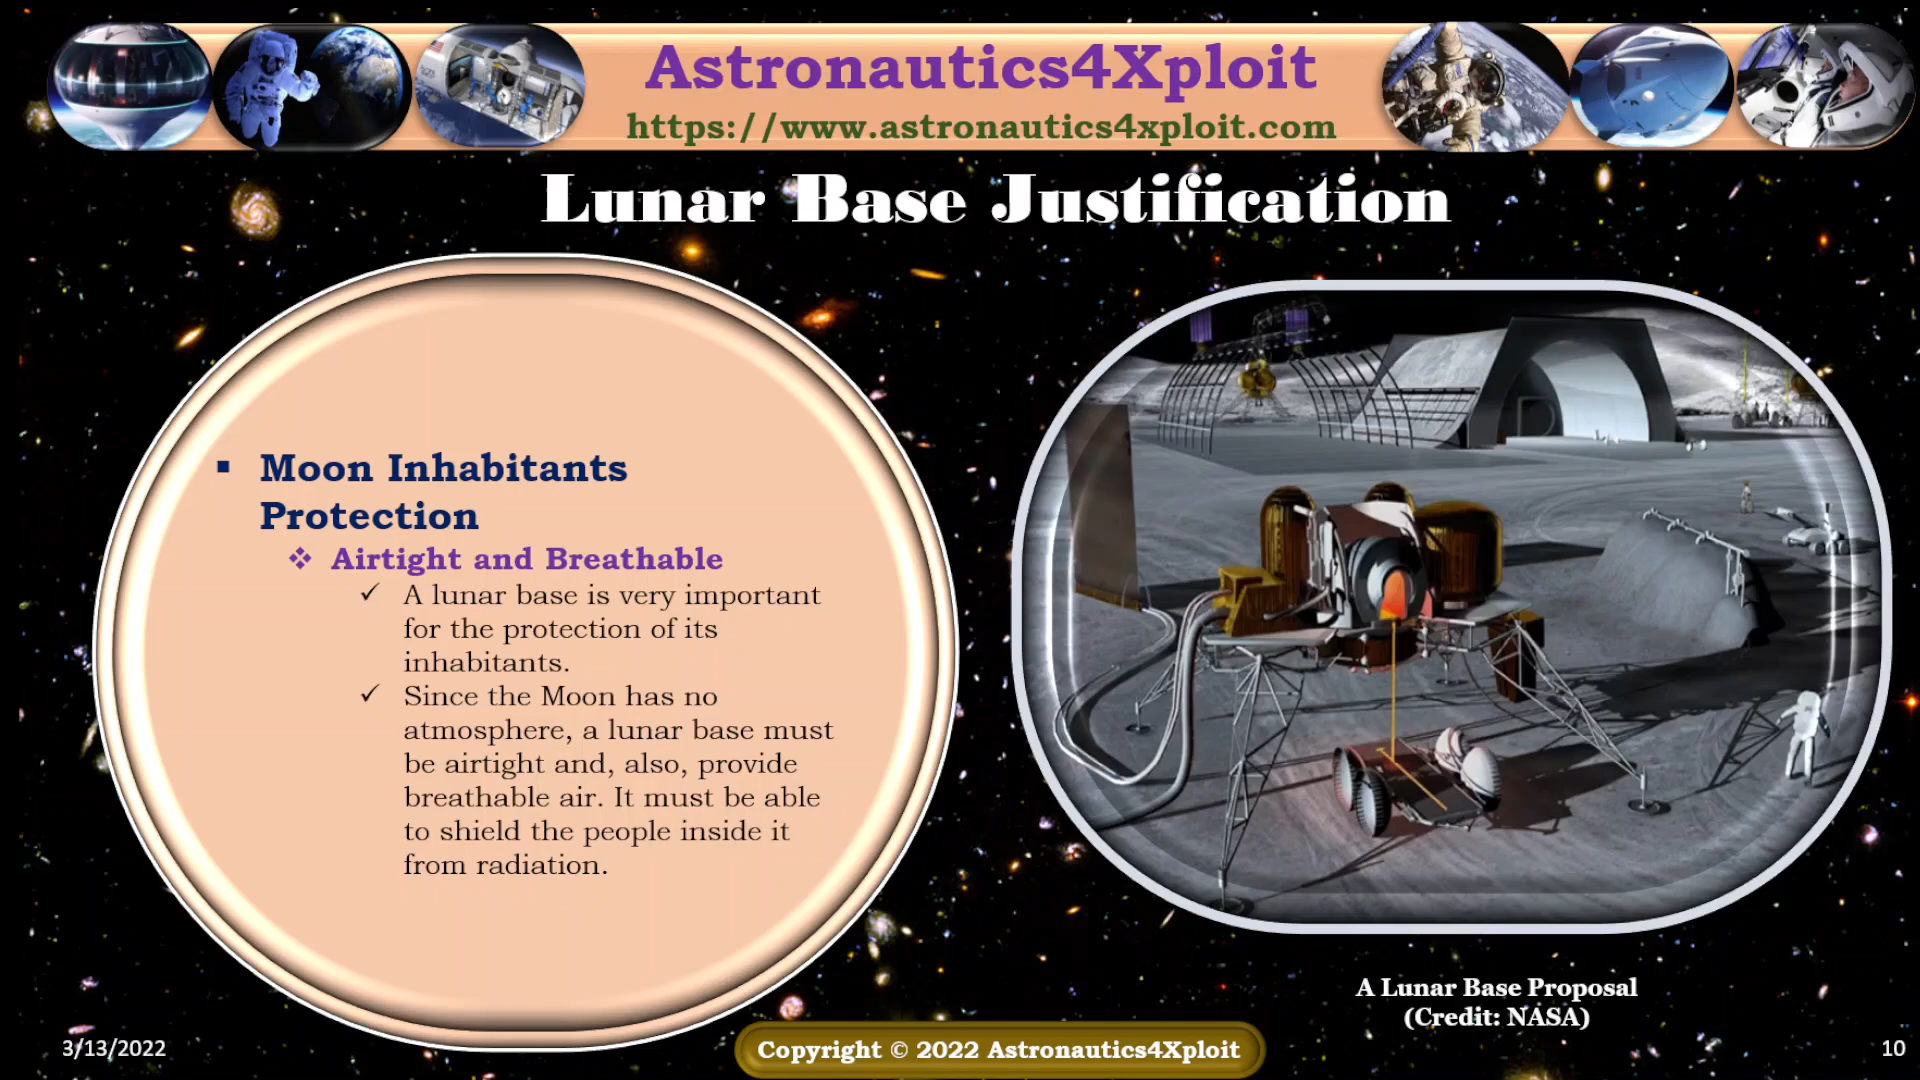 Astronautics4Xploit
https://www.astronautics4xploit.com
Lunar Base Justification
▪ Moon Inhabitants
Protection
❖ Airtight and Breathable
✓ A lunar base is very important
for the protection of its
inhabitants.
✓ Since the Moon has no
atmosphere, a lunar base must
be airtight and, also, provide
breathable air. It must be able
to shield the people inside it
from radiation.
A Lunar Base Proposal
(Credit: NASA)
3/13/2022
Copyright © 2022 Astronautics4Xploit
10